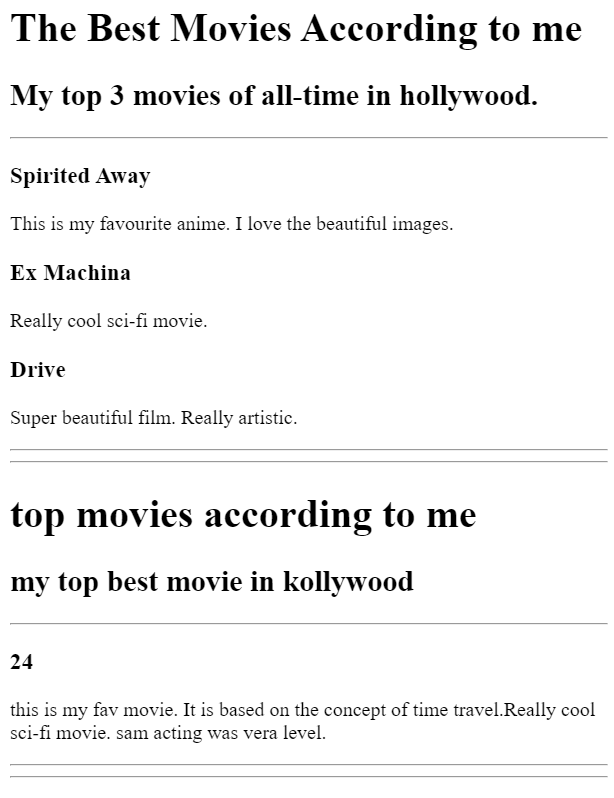 The Best Movies According to me
My top 3 movies of all-time in hollywood.
Spirited Away
This is my favourite anime. I love the beautiful images.
Ex Machina
Really cool sci-fi movie.
Drive
Super beautiful film. Really artistic.
top movies according to me
my top best movie in kollywood
24
this is my fav movie. It is based on the concept of time travel.Really cool
sci-fi movie. sam acting was vera level.